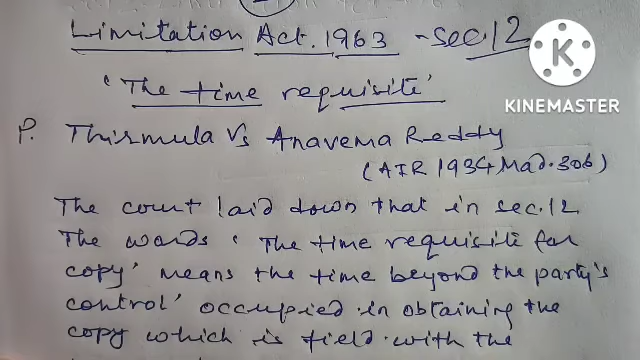 Limitation Act. 1963 - sec. 12
'The time requisite'
P. Thirmula Vs Anavema Reddy
(AIR 1934 Mad. 306)
The court laid down that in sec. 12
The words 'The time requisite for
copy' means the time beyond the party's
control' occupied in obtaining the
copy which is field with the
K
KINEMASTER